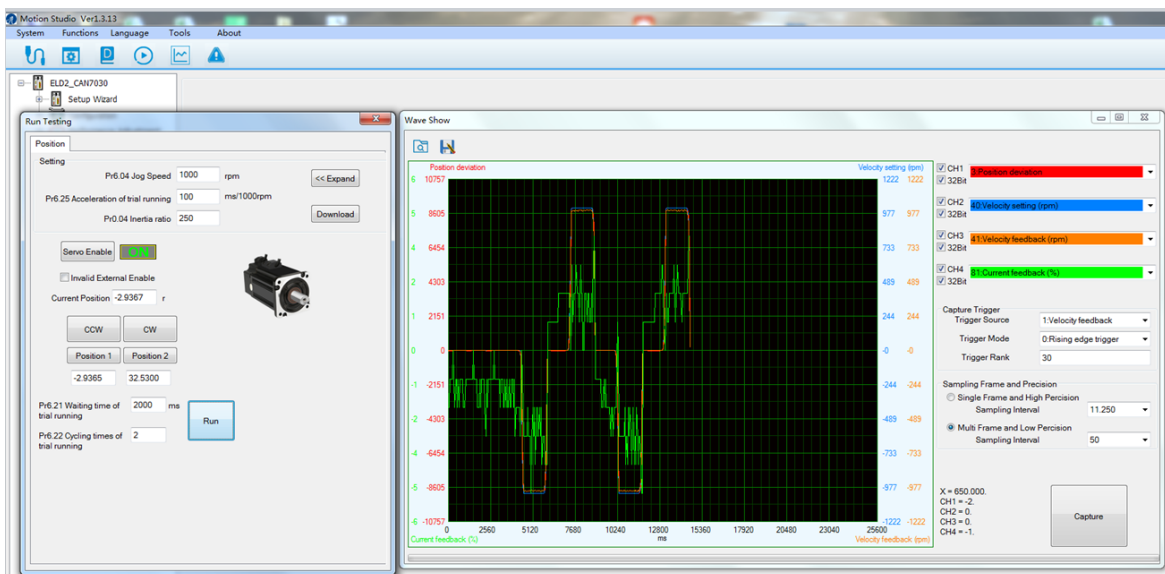 Motion Studio Ver1.3.13
System Functions Language Tools About
ELD2_CAN7030
Setup Wizard
Run Testing
Position
Setting
Pr6.04 Jog Speed 1000 rpm
<< Expand
Pr6.25 Acceleration of trial running 100 ms/1000rpm
Pr0.04 Inertia ratio 250
Download
Servo Enable ON
Invalid External Enable
Current Position -2.9367 r
CCW CW
Position 1 Position 2
-2.9365 32.5300
Pr6.21 Waiting time of
trial running
2000 ms
Run
Pr6.22 Cycling times of
trial running
2
Wave Show
Position deviation Velocity setting (rpm)
6 10757 1222 1222
5 8605 977 977
4 6454 733 733
2 4303 489 489
1 2151 244 244
0 0 -0 -0
-1 -2151 -244 -244
-2 -4303 -489 -489
-4 -6454 -733 -733
-5 -8605 -977 -977
-6 -10757 -1222 -1222
0 2560 5120 7680 10240 12800 15360 17920 20480 23040 25600
Current feedback (%) ms Velocity feedback (rpm)
CH1 3:Position deviation
32Bit
CH2 40:Velocity setting (rpm)
32Bit
CH3 41:Velocity feedback (rpm)
32Bit
CH4 81:Current feedback (%)
32Bit
Capture Trigger
Trigger Source 1:Velocity feedback
Trigger Mode 0:Rising edge trigger
Trigger Rank 30
Sampling Frame and Precision
Single Frame and High Percision
Sampling Interval 11.250
Multi Frame and Low Percision
Sampling Interval 50
X = 650.000.
CH1 = -2.
CH2 = 0.
CH3 = 0.
CH4 = -1.
Capture